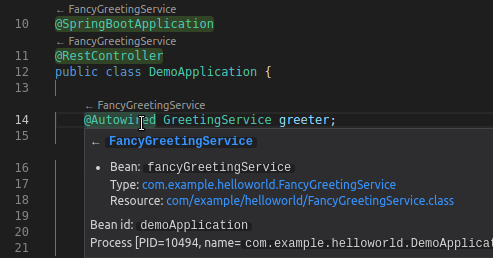 ← FancyGreetingService
10 @SpringBootApplication
← FancyGreetingService
11 @RestController
12 public class DemoApplication {
13
← FancyGreetingService
14 @Autowired GreetingService greeter;
15
← FancyGreetingService
16
• Bean: fancyGreetingService
17 Type: com.example.helloworld.FancyGreetingService
18 Resource: com/example/helloworld/FancyGreetingService.class
19
20 Bean id: demoApplication
21 Process [PID=10494, name= com.example.helloworld.DemoApplicat